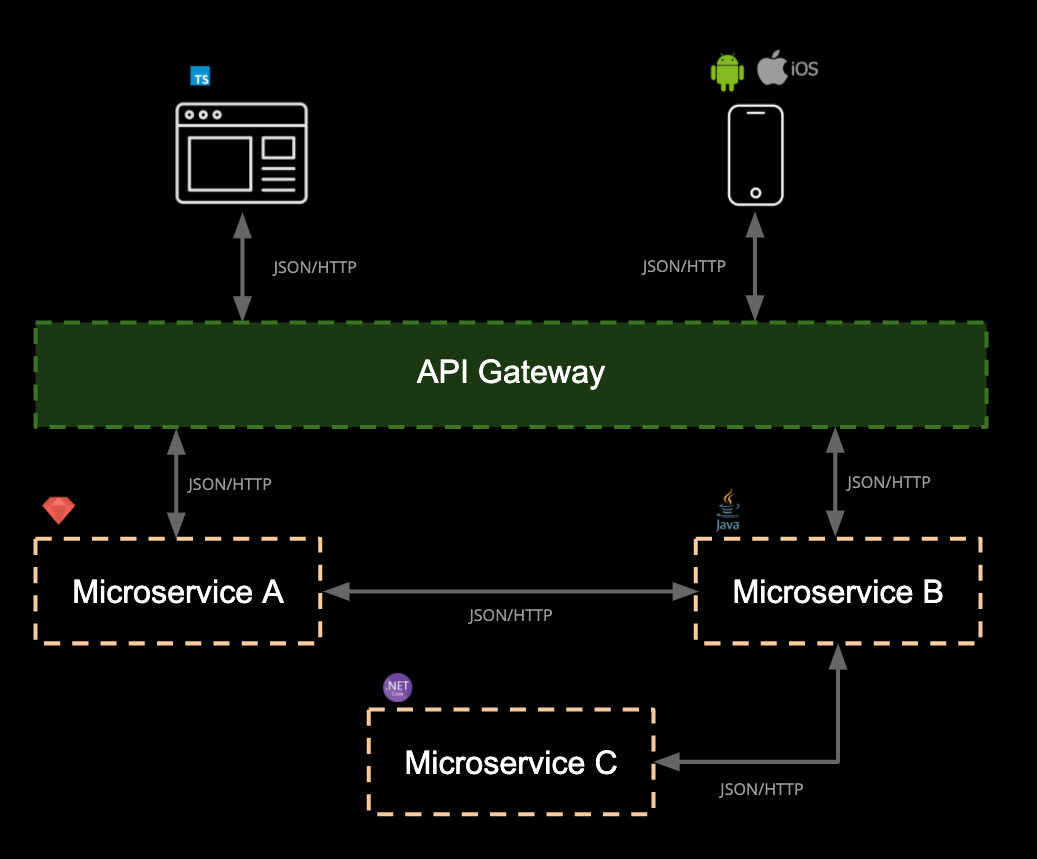 TS
iOS
JSON/HTTP
JSON/HTTP
API Gateway
JSON/HTTP
JSON/HTTP
Java
Microservice A
Microservice B
JSON/HTTP
.NET
Core
Microservice C
JSON/HTTP